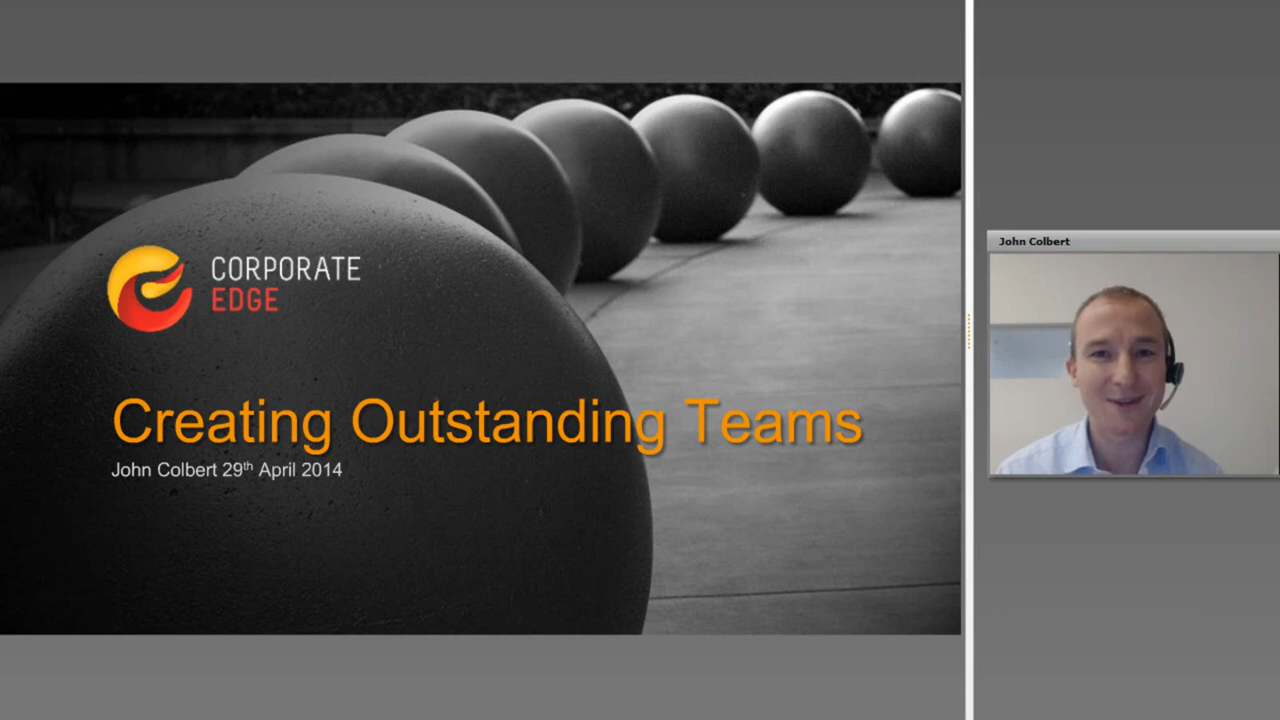 CORPORATE
EDGE
Creating Outstanding Teams
John Colbert 29th April 2014
John Colbert